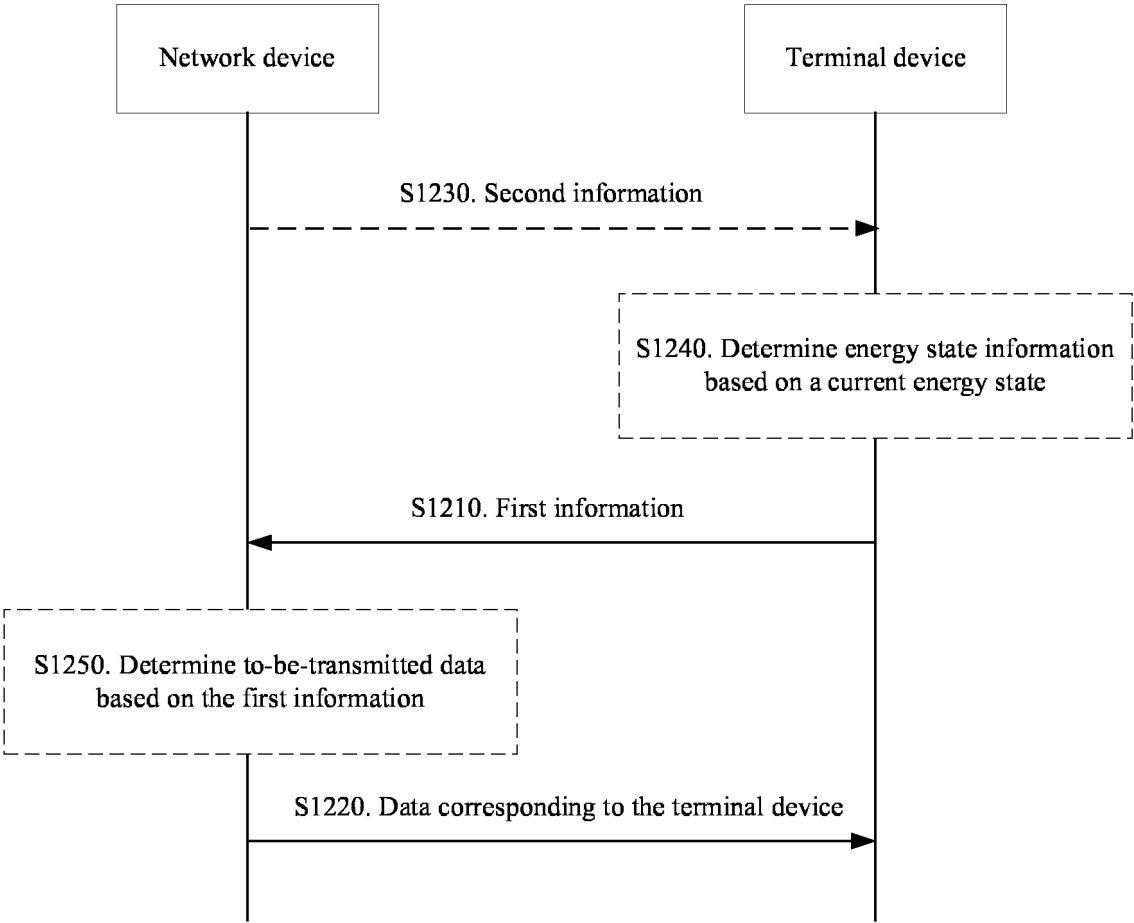 Network device
Terminal device
S1230. Second information
S1240. Determine energy state information
based on a current energy state
S1210. First information
S1250. Determine to-be-transmitted data
based on the first information
S1220. Data corresponding to the terminal device